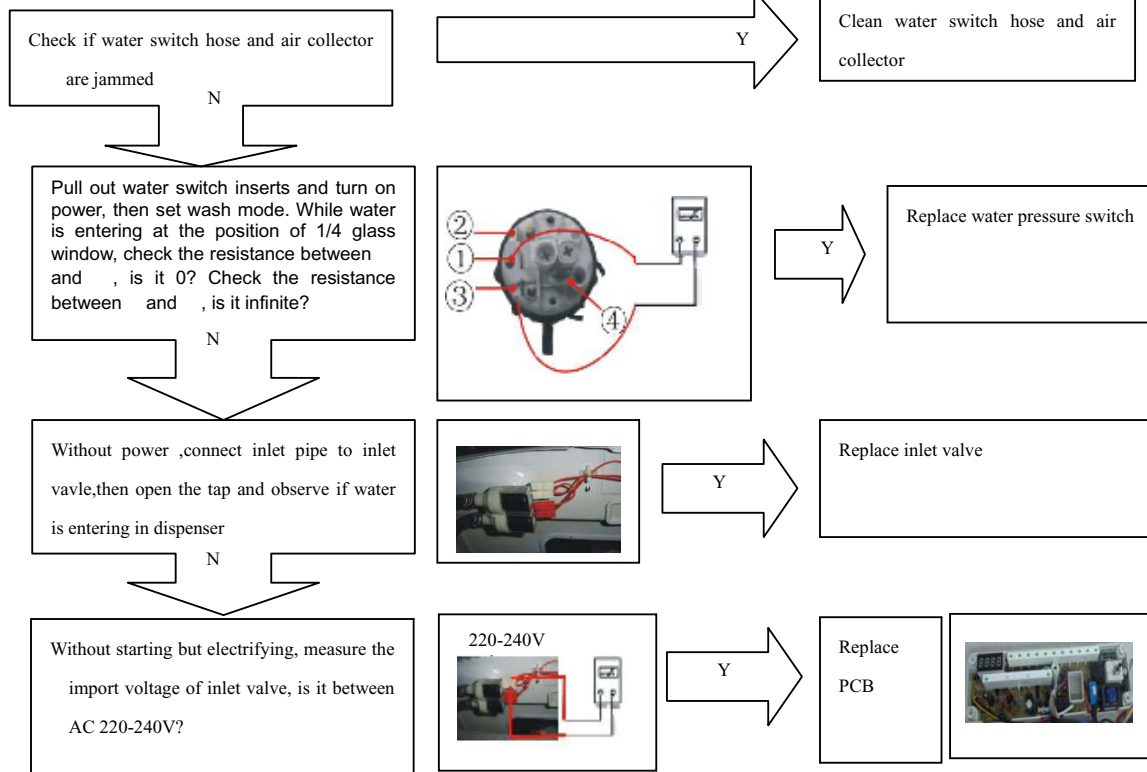 Check if water switch hose and air collector
are jammed
N
Y
Clean water switch hose and air
collector
Pull out water switch inserts and turn on
power, then set wash mode. While water
is entering at the position of 1/4 glass
window, check the resistance between
and , is it 0? Check the resistance
between and , is it infinite?
N
②
①
③
④
Y
Replace water pressure switch
Without power ,connect inlet pipe to inlet
vavle,then open the tap and observe if water
is entering in dispenser
N
Y
Replace inlet valve
Without starting but electrifying, measure the
import voltage of inlet valve, is it between
AC 220-240V?
220-240V
Y
Replace
PCB